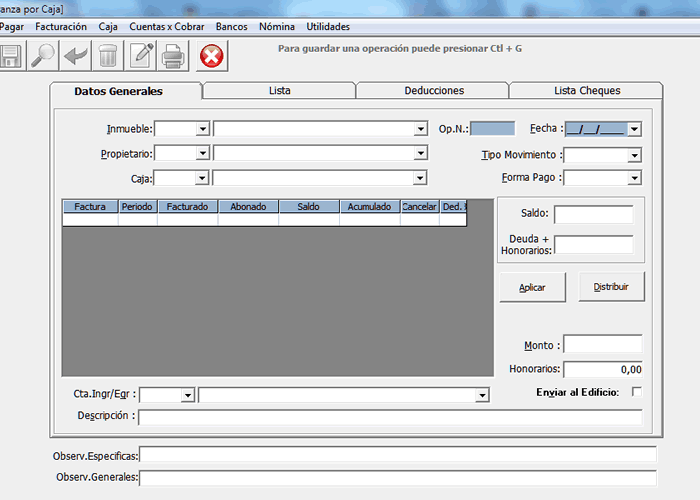 anza por Caja]
Pagar Facturación Caja Cuentas x Cobrar Bancos Nómina Utilidades
Para guardar una operación puede presionar Ctl + G
Datos Generales Lista Deducciones Lista Cheques
Inmueble: Op.N.: Fecha : __/__/____
Propietario: Tipo Movimiento :
Caja: Forma Pago :
Factura Periodo Facturado Abonado Saldo Acumulado Cancelar Ded.
Saldo:
Deuda +
Honorarios:
Aplicar Distribuir
Monto :
Honorarios: 0,00
Cta.Ingr/Egr : Enviar al Edificio:
Descripción :
Observ.Especificas:
Observ.Generales: